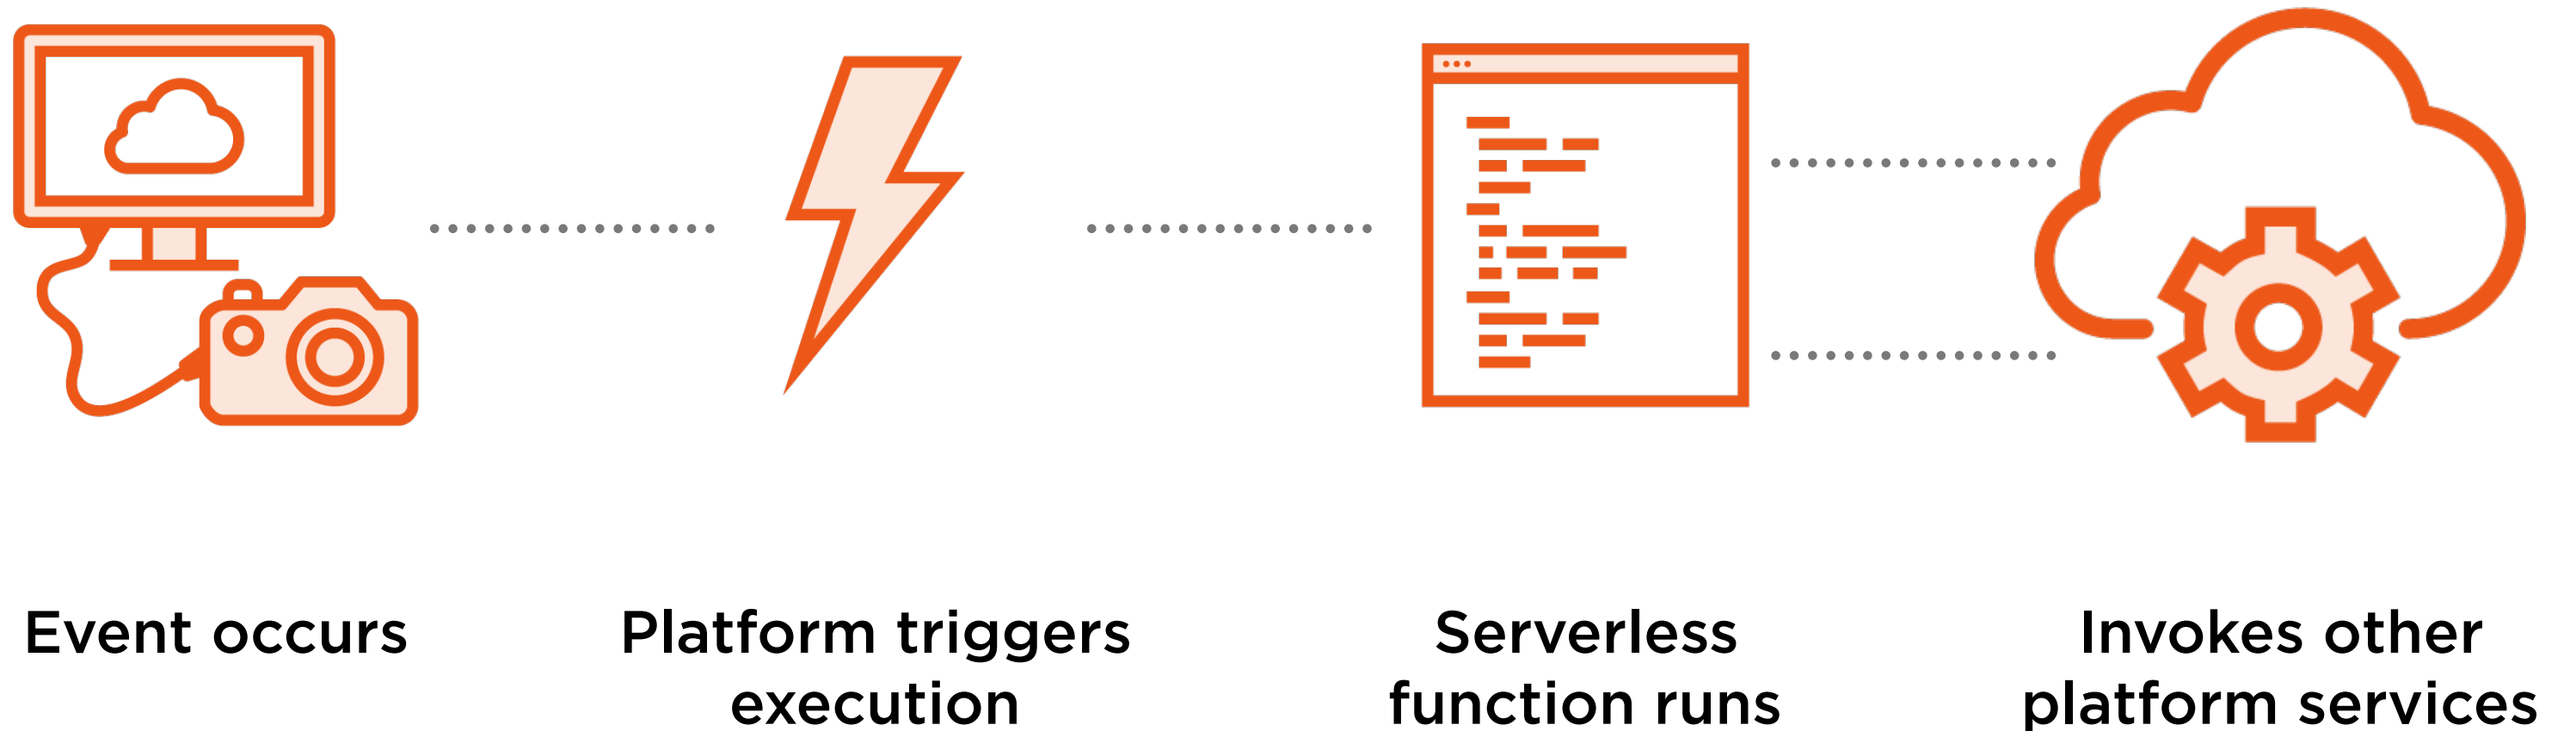 Event occurs
Platform triggers
execution
Serverless
function runs
Invokes other
platform services